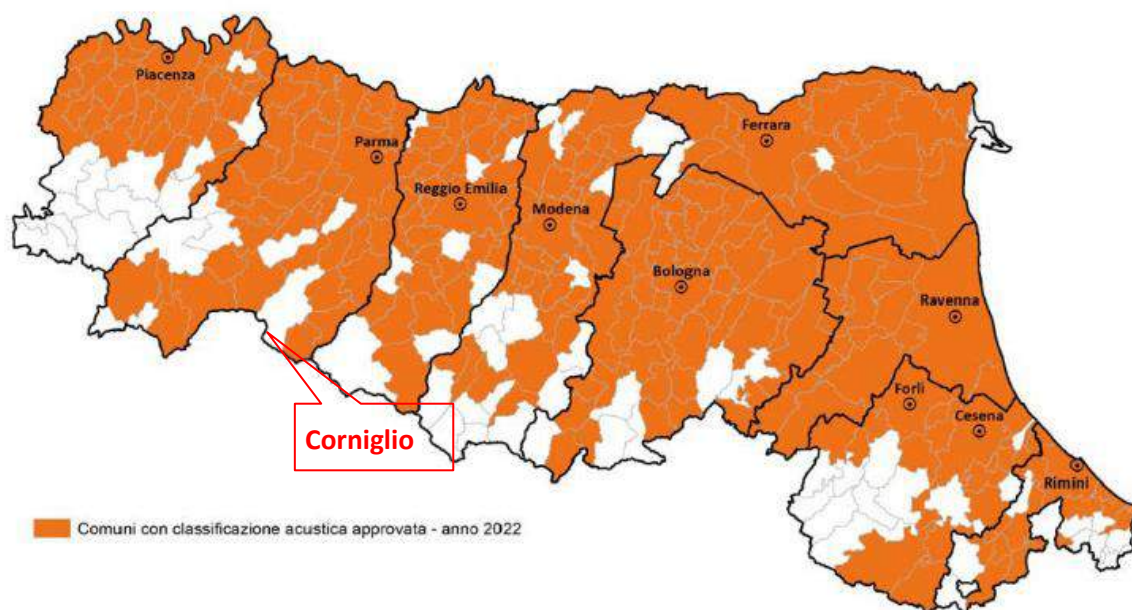 Piacenza
Parma
Reggio Emilia
Modena
Ferrara
Bologna
Ravenna
Forlì
Cesena
Rimini
Corniglio
Comuni con classificazione acustica approvata - anno 2022